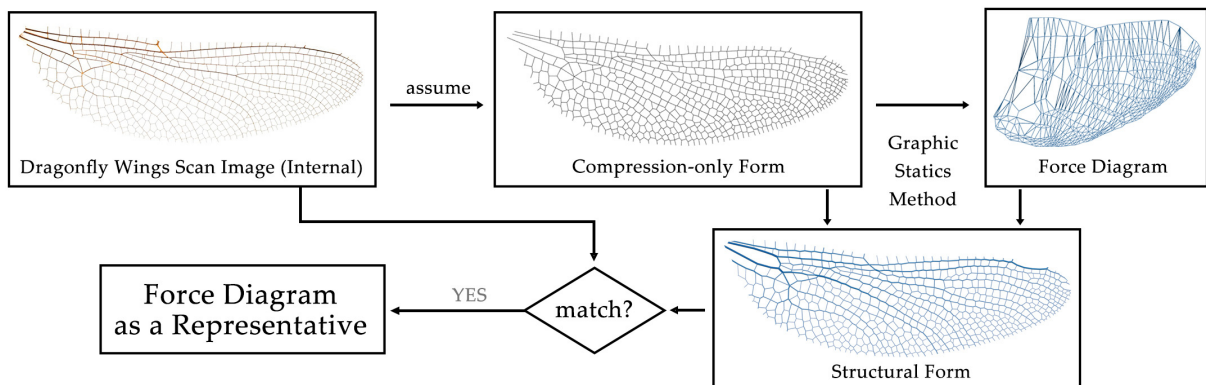 Dragonfly Wings Scan Image (Internal)
assume
Compression-only Form
Graphic
Statics
Method
Force Diagram
Force Diagram
as a Representative
YES
match?
Structural Form